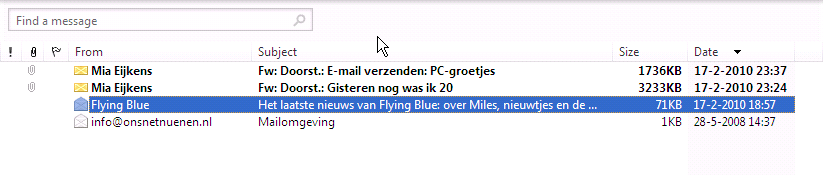 Find a message
! From Subject Size Date
Mia Eijkens Fw: Doorst.: E-mail verzenden: PC-groetjes 1736KB 17-2-2010 23:37
Mia Eijkens Fw: Doorst.: Gisteren nog was ik 20 3233KB 17-2-2010 23:24
Flying Blue Het laatste nieuws van Flying Blue: over Miles, nieuwtjes en de ... 71KB 17-2-2010 18:57
info@onsnetnuenen.nl Mailomgeving 1KB 28-5-2008 14:37